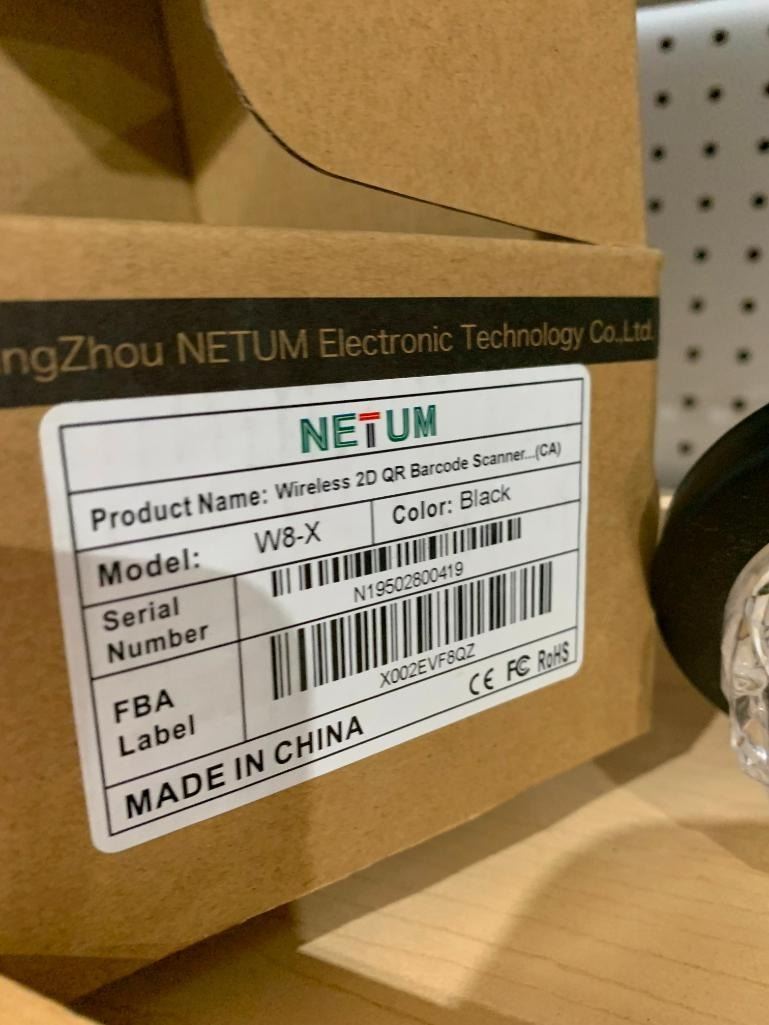 ngZhou NETUM Electronic Technology Co.,Ltd.
NETUM
Product Name: Wireless 2D QR Barcode Scanner...(CA)
Model: W8-X Color: Black
Serial Number N19502800419
FBA Label X002EVF8QZ
CE FC RoHS
MADE IN CHINA